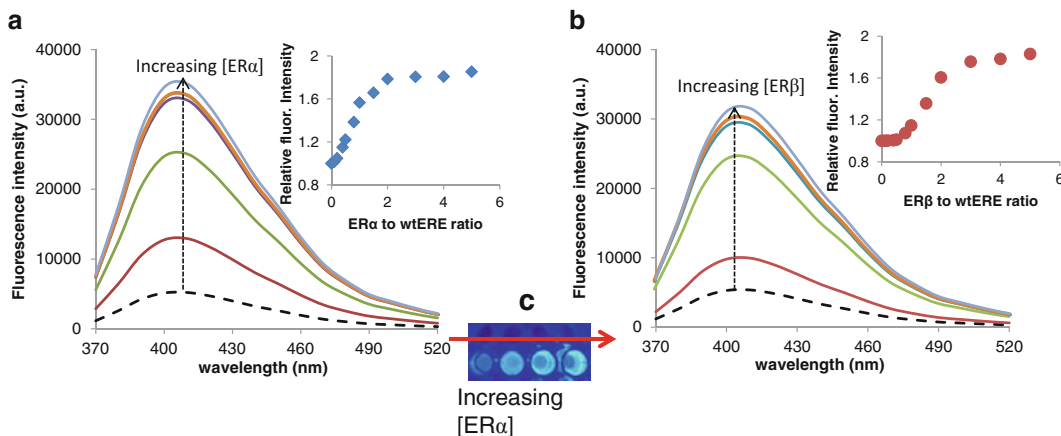 a
Fluorescence intensity (a.u.)
40000
30000
20000
10000
0
370 400 430 460 490 520
wavelength (nm)
Increasing [ERα]
Relative fluor. Intensity
2
1.6
1.2
0.8
0 2 4 6
ERα to wtERE ratio
b
Fluorescence intensity (a.u.)
40000
30000
20000
10000
0
370 400 430 460 490 520
wavelength (nm)
Increasing [ERβ]
Relative fluor. Intensity
2
1.6
1.2
0.8
0 2 4 6
ERβ to wtERE ratio
c
Increasing
[ERα]